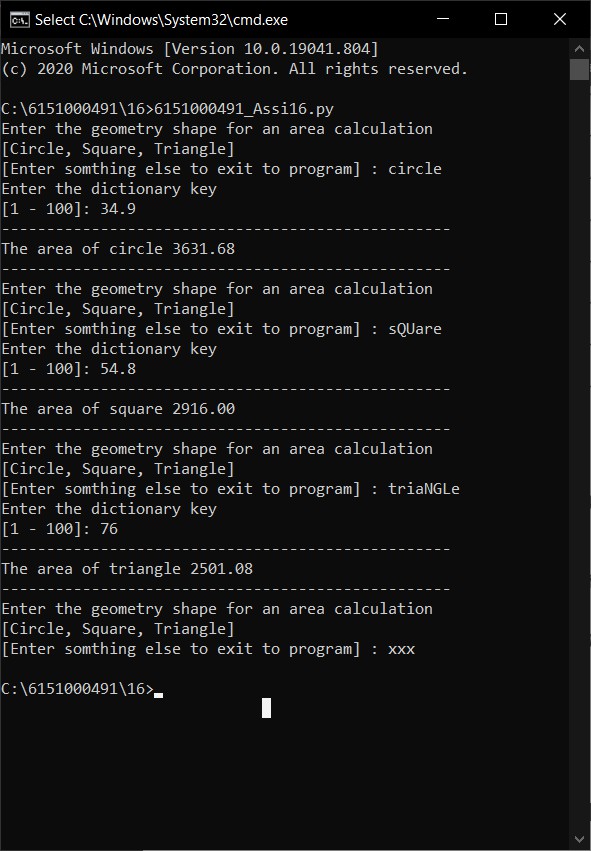 Select C:\Windows\System32\cmd.exe
Microsoft Windows [Version 10.0.19041.804]
(c) 2020 Microsoft Corporation. All rights reserved.
C:\6151000491\16>6151000491_Assi16.py
Enter the geometry shape for an area calculation
[Circle, Square, Triangle]
[Enter somthing else to exit to program] : circle
Enter the dictionary key
[1 - 100]: 34.9
--------------------------------------------------
The area of circle 3631.68
--------------------------------------------------
Enter the geometry shape for an area calculation
[Circle, Square, Triangle]
[Enter somthing else to exit to program] : sQUare
Enter the dictionary key
[1 - 100]: 54.8
--------------------------------------------------
The area of square 2916.00
--------------------------------------------------
Enter the geometry shape for an area calculation
[Circle, Square, Triangle]
[Enter somthing else to exit to program] : triaNGLe
Enter the dictionary key
[1 - 100]: 76
--------------------------------------------------
The area of triangle 2501.08
--------------------------------------------------
Enter the geometry shape for an area calculation
[Circle, Square, Triangle]
[Enter somthing else to exit to program] : xxx
C:\6151000491\16>